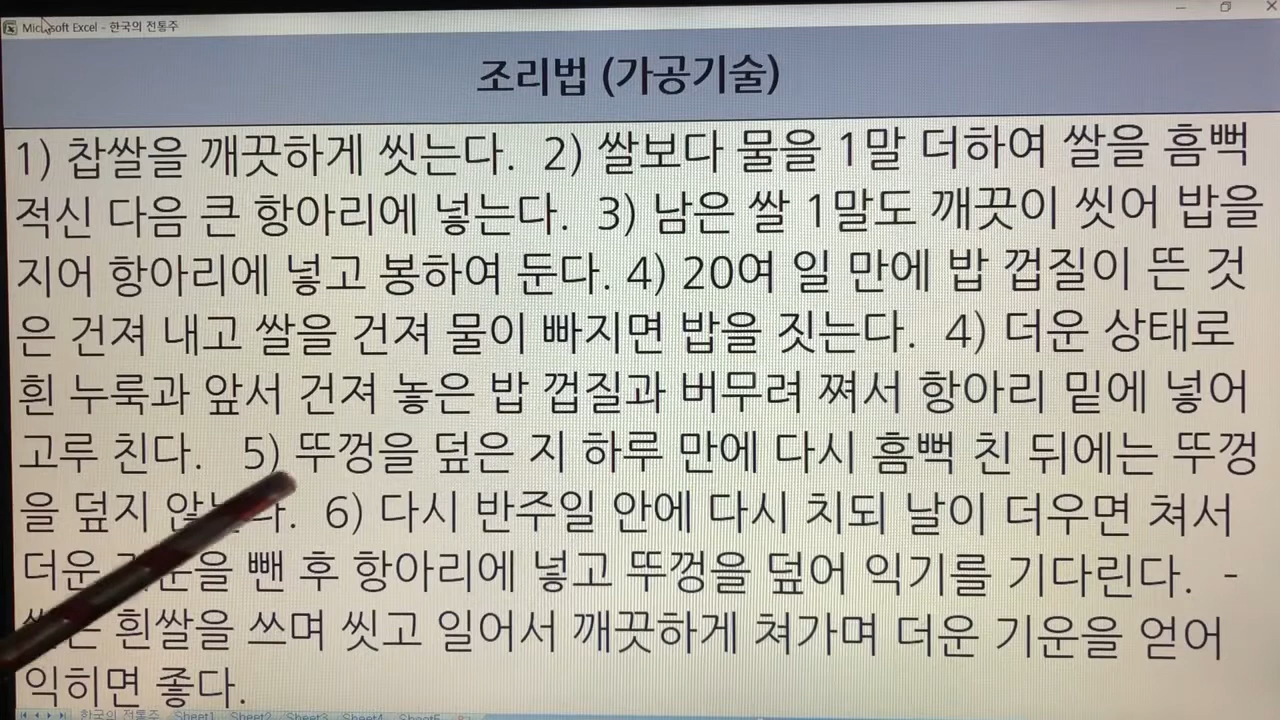 Microsoft Excel - 한국의 전통주
조리법 (가공기술)
1) 찹쌀을 깨끗하게 씻는다. 2) 쌀보다 물을 1말 더하여 쌀을 흠뻑
적신 다음 큰 항아리에 넣는다. 3) 남은 쌀 1말도 깨끗이 씻어 밥을
지어 항아리에 넣고 봉하여 둔다. 4) 20여 일 만에 밥 껍질이 뜬 것
은 건져 내고 쌀을 건져 물이 빠지면 밥을 짓는다. 4) 더운 상태로
흰 누룩과 앞서 건져 놓은 밥 껍질과 버무려 쪄서 항아리 밑에 넣어
고루 친다. 5) 뚜껑을 덮은 지 하루 만에 다시 흠뻑 친 뒤에는 뚜껑
을 덮지 6) 다시 반주일 안에 다시 치되 날이 더우면 쳐서
더운 뺀 후 항아리에 넣고 뚜껑을 덮어 익기를 기다린다. -
흰쌀을 쓰며 씻고 일어서 깨끗하게 쳐가며 더운 기운을 얻어
익히면 좋다.
한국의 전통주 Sheet1 Sheet2 Sheet3 Sheet4 Sheet5